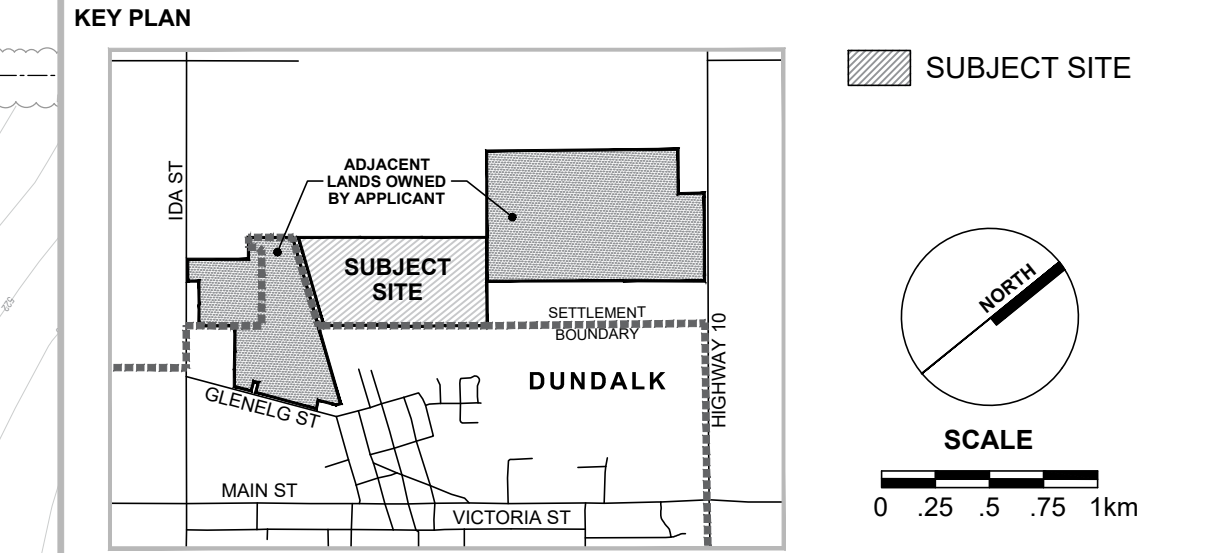 KEY PLAN
SUBJECT SITE
IDA ST
ADJACENT
LANDS OWNED
BY APPLICANT
SUBJECT
SITE
SETTLEMENT
BOUNDARY
HIGHWAY 10
DUNDALK
GLENELG ST
MAIN ST
VICTORIA ST
NORTH
SCALE
0 .25 .5 .75 1km
522